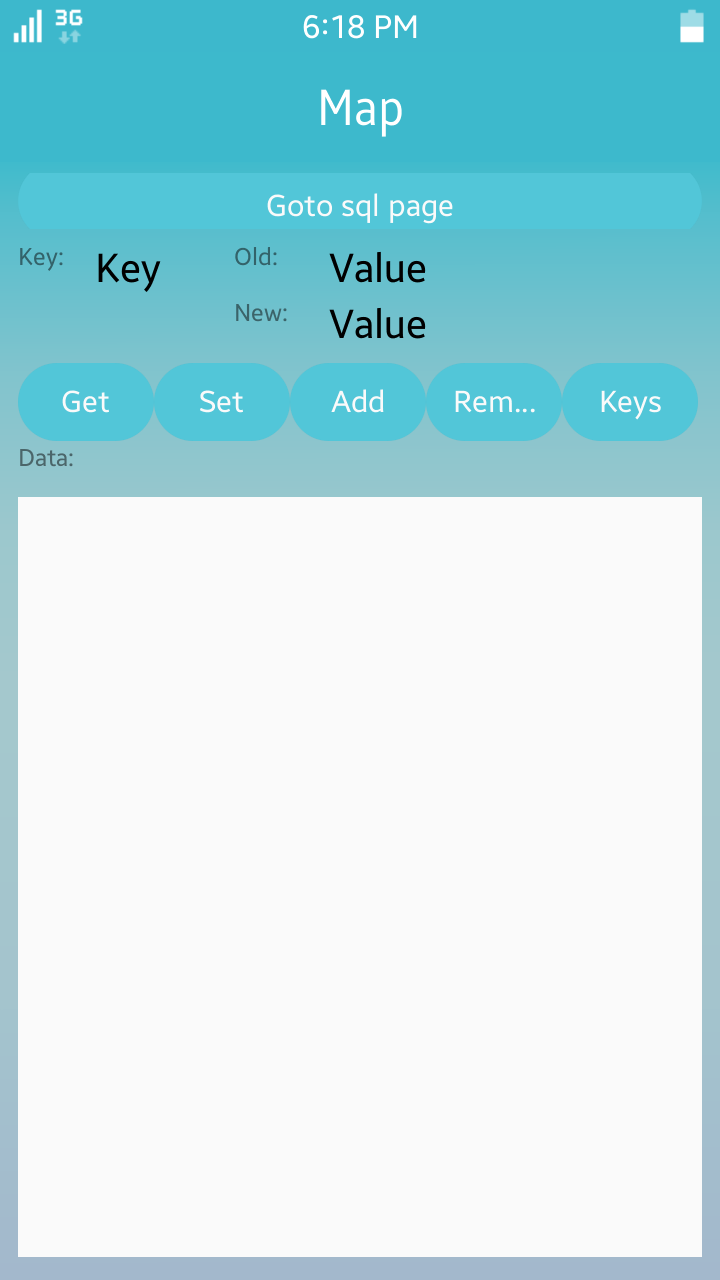 3G 6:18 PM
Map
Goto sql page
Key: Key Old: Value
New: Value
Get Set Add Rem... Keys
Data: